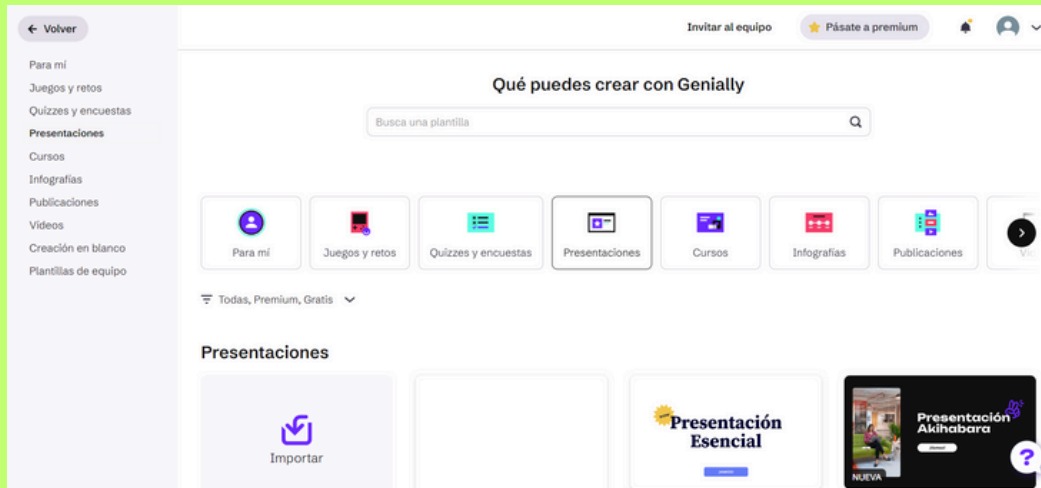 ← Volver
Invitar al equipo
Pásate a premium
Para mí
Juegos y retos
Quizzes y encuestas
Presentaciones
Cursos
Infografías
Publicaciones
Vídeos
Creación en blanco
Plantillas de equipo
Qué puedes crear con Genially
Busca una plantilla
Para mí
Juegos y retos
Quizzes y encuestas
Presentaciones
Cursos
Infografías
Publicaciones
Todas, Premium, Gratis
Presentaciones
Importar
Presentación
Esencial
Presentación
Akihabara
NUEVA
?